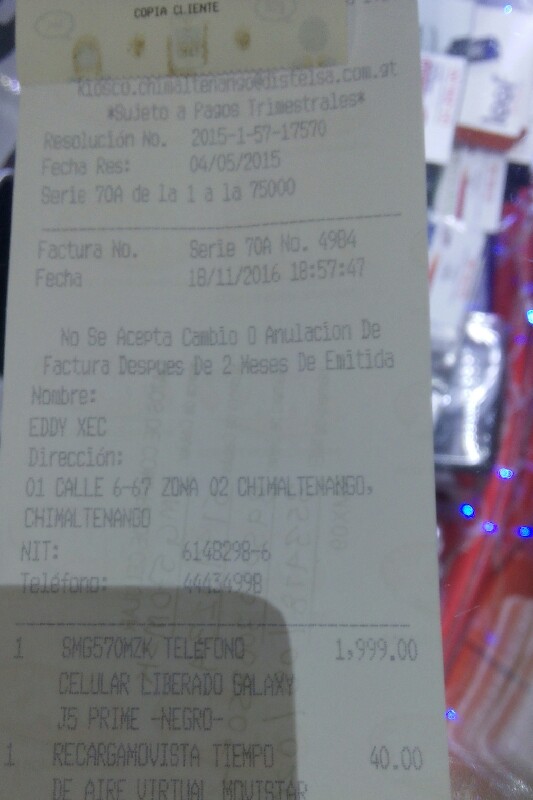 COPIA CLIENTE
kiosco.chimaltenango@distelsa.com.gt
*Sujeto a Pagos Trimestrales*
Resolución No. 2015-1-57-17570
Fecha Res: 04/05/2015
Serie 70A de la 1 a la 75000
Factura No. Serie 70A No. 4984
Fecha 18/11/2016 18:57:47
No Se Acepta Cambio O Anulacion De
Factura Despues De 2 Meses De Emitida
Nombre:
EDDY XEC
Dirección:
01 CALLE 6-67 ZONA 02 CHIMALTENANGO,
CHIMALTENANGO
NIT: 6148298-6
Teléfono: 44434998
1 SMG570MZK TELEFONO 1,999.00
CELULAR LIBERADO GALAXY
J5 PRIME -NEGRO-
1 RECARGAMOVISTA TIEMPO 40.00
DE AIRE VIRTUAL MOVISTAR